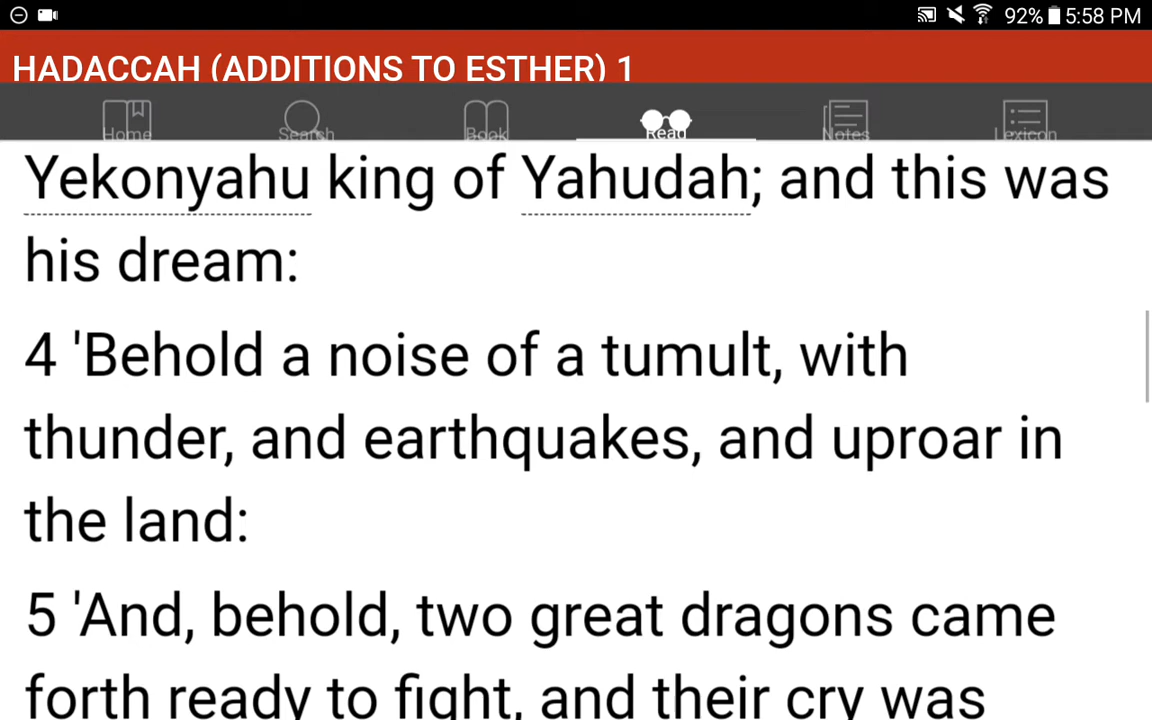 92% 5:58 PM
HADACCAH (ADDITIONS TO ESTHER) 1
Home Search Book Read Notes Lexicon
Yekonyahu king of Yahudah; and this was
his dream:
4 'Behold a noise of a tumult, with
thunder, and earthquakes, and uproar in
the land:
5 'And, behold, two great dragons came
forth ready to fight, and their cry was